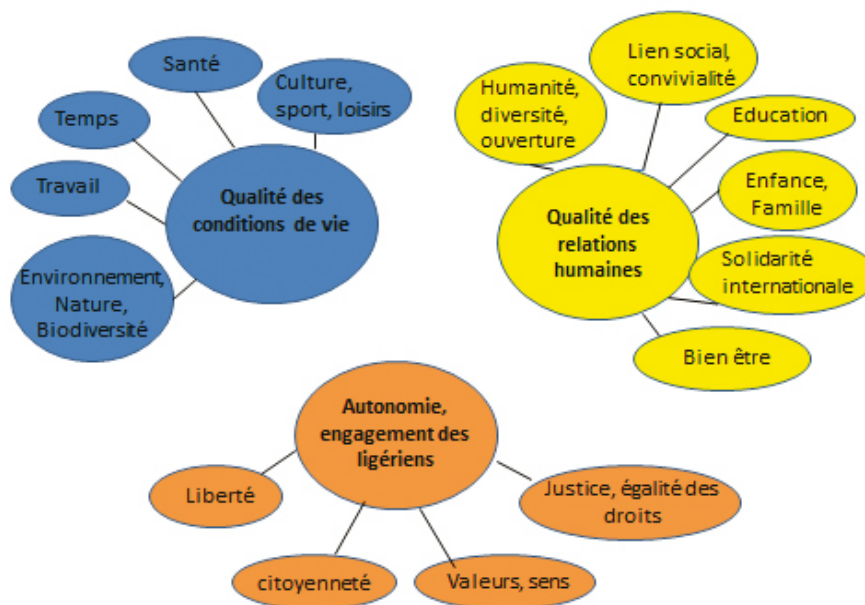 Santé
Culture,
sport, loisirs
Temps
Travail
Environnement,
Nature,
Biodiversité
Qualité des
conditions de vie
Lien social,
convivialité
Humanité,
diversité,
ouverture
Education
Enfance,
Famille
Qualité des
relations
humaines
Solidarité
internationale
Bien être
Autonomie,
engagement des
ligériens
Liberté
Justice, égalité des
droits
citoyenneté
Valeurs, sens